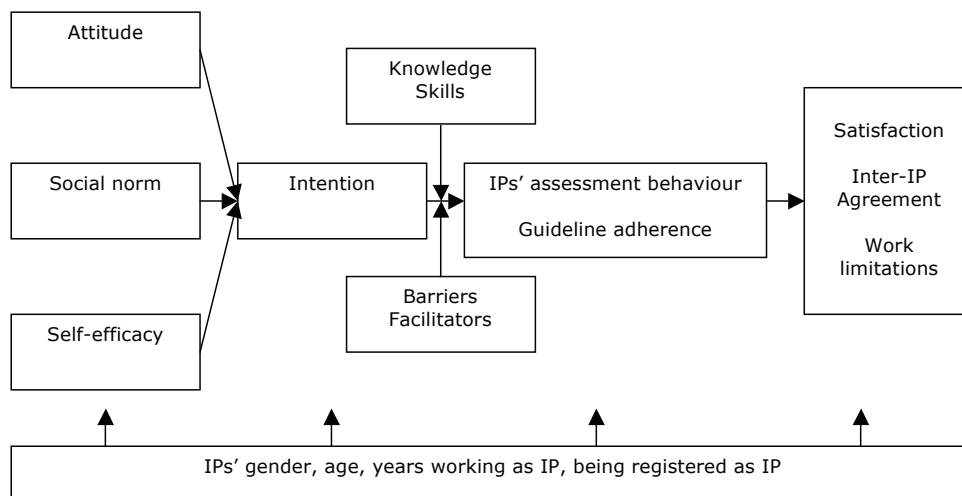 Attitude
Social norm
Self-efficacy
Intention
Knowledge
Skills
Barriers
Facilitators
IPs’ assessment behaviour
Guideline adherence
Satisfaction
Inter-IP
Agreement
Work
limitations
IPs’ gender, age, years working as IP, being registered as IP